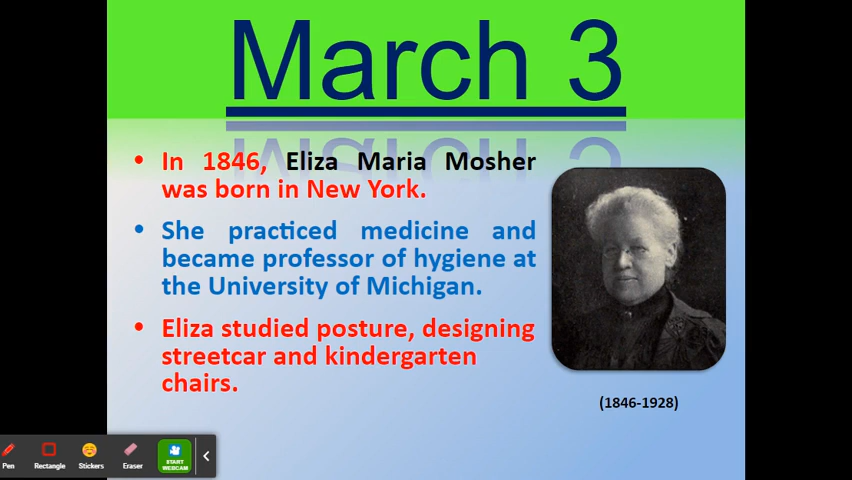 March 3
• In 1846, Eliza Maria Mosher
was born in New York.
• She practiced medicine and
became professor of hygiene at
the University of Michigan.
• Eliza studied posture, designing
streetcar and kindergarten
chairs.
(1846-1928)
Pen Rectangle Stickers Eraser START
WEBCAM